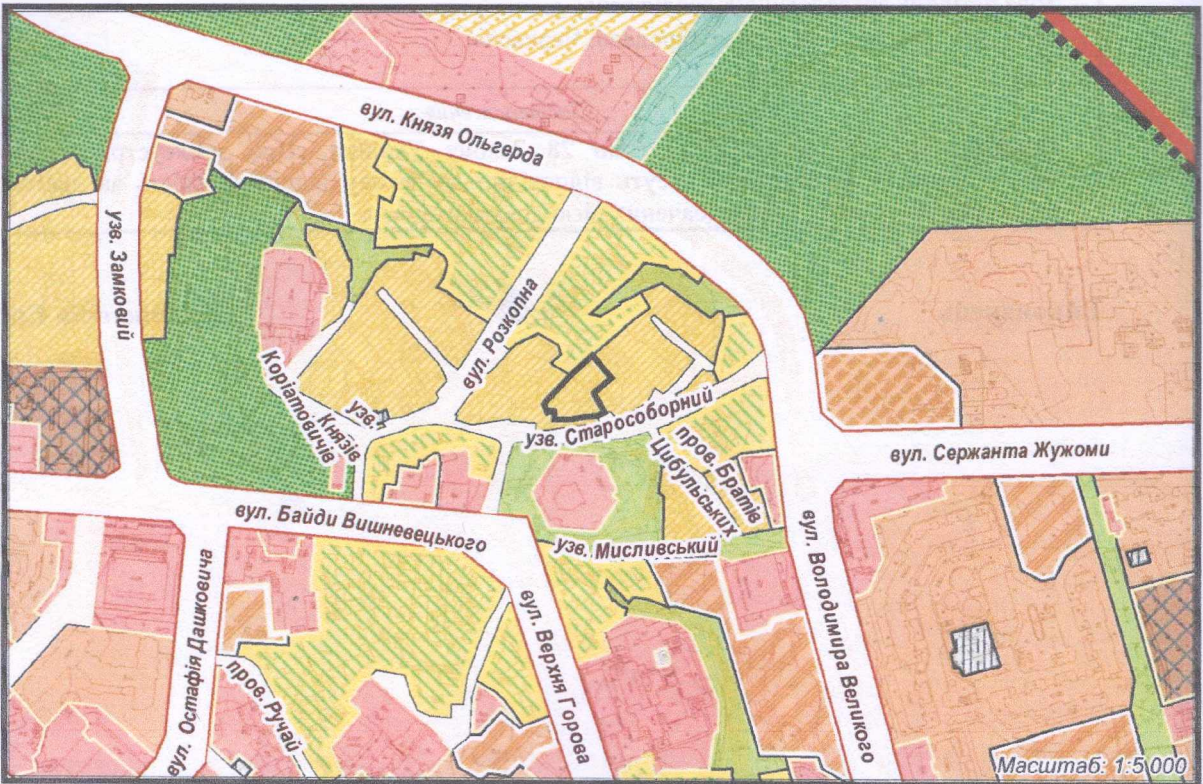 вул. Князя Ольгерда
узв. Замковий
вул. Розкопна
узв.
Князів
Коріатовичів
узв. Старособорний
пров. Братів
Цибульських
вул. Сержанта Жужоми
вул. Байди Вишневецького
узв. Мисливський
вул. Остафія Дашковича
вул. Верхня Горова
вул. Володимира Великого
пров. Ручай
Масштаб: 1:5 000